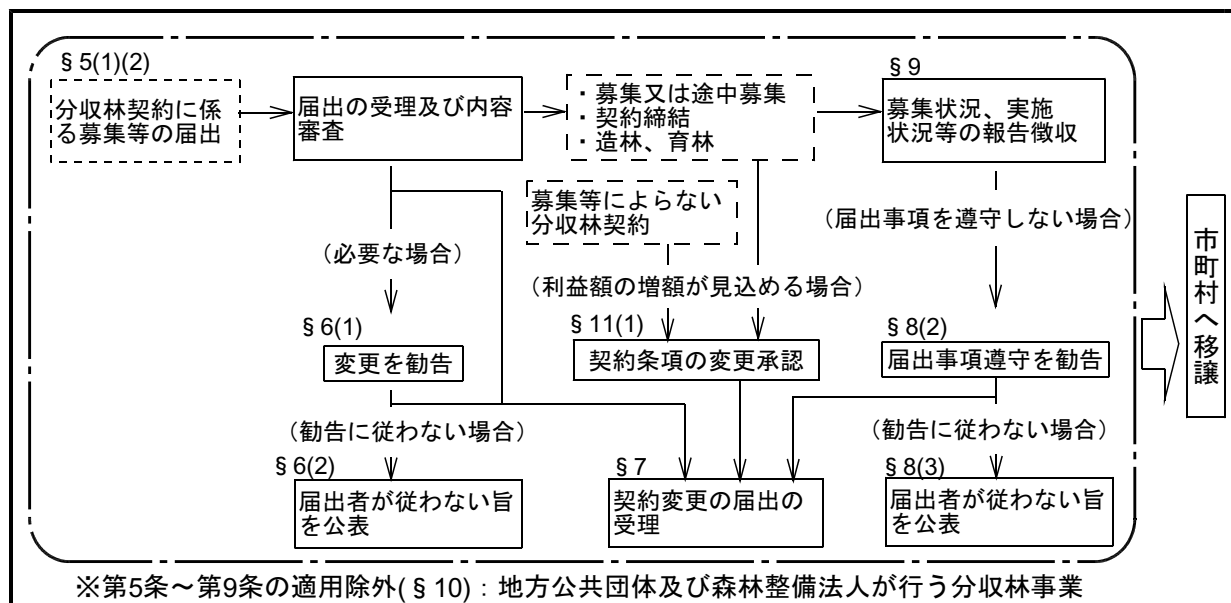 §5(1)(2)
分収林契約に係
る募集等の届出
届出の受理及び内容
審査
・募集又は途中募集
・契約締結
・造林、育林
§9
募集状況、実施
状況等の報告徴収
募集等によらない
分収林契約
(必要な場合)
(利益額の増額が見込める場合)
(届出事項を遵守しない場合)
§6(1)
変更を勧告
§11(1)
契約条項の変更承認
§8(2)
届出事項遵守を勧告
(勧告に従わない場合)
(勧告に従わない場合)
§6(2)
届出者が従わない旨
を公表
§7
契約変更の届出の
受理
§8(3)
届出者が従わない旨
を公表
市町村へ移譲
※第5条～第9条の適用除外(§10)：地方公共団体及び森林整備法人が行う分収林事業